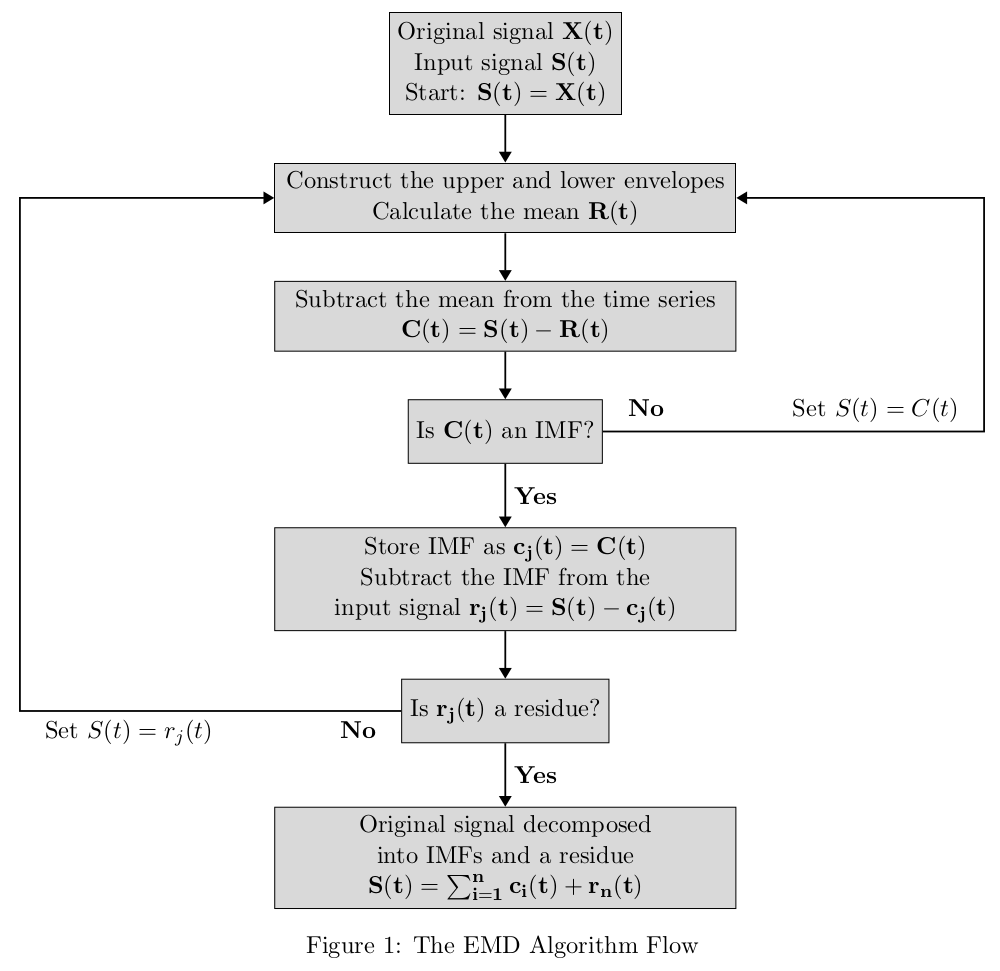 Original signal X(t)
Input signal S(t)
Start: S(t) = X(t)
Construct the upper and lower envelopes
Calculate the mean R(t)
Subtract the mean from the time series
C(t) = S(t) − R(t)
Is C(t) an IMF?
No
Set S(t) = C(t)
Yes
Store IMF as c_j(t) = C(t)
Subtract the IMF from the
input signal r_j(t) = S(t) − c_j(t)
Is r_j(t) a residue?
Set S(t) = r_j(t)
No
Yes
Original signal decomposed
into IMFs and a residue
S(t) = ∑_{i=1}^{n} c_i(t) + r_n(t)
Figure 1: The EMD Algorithm Flow